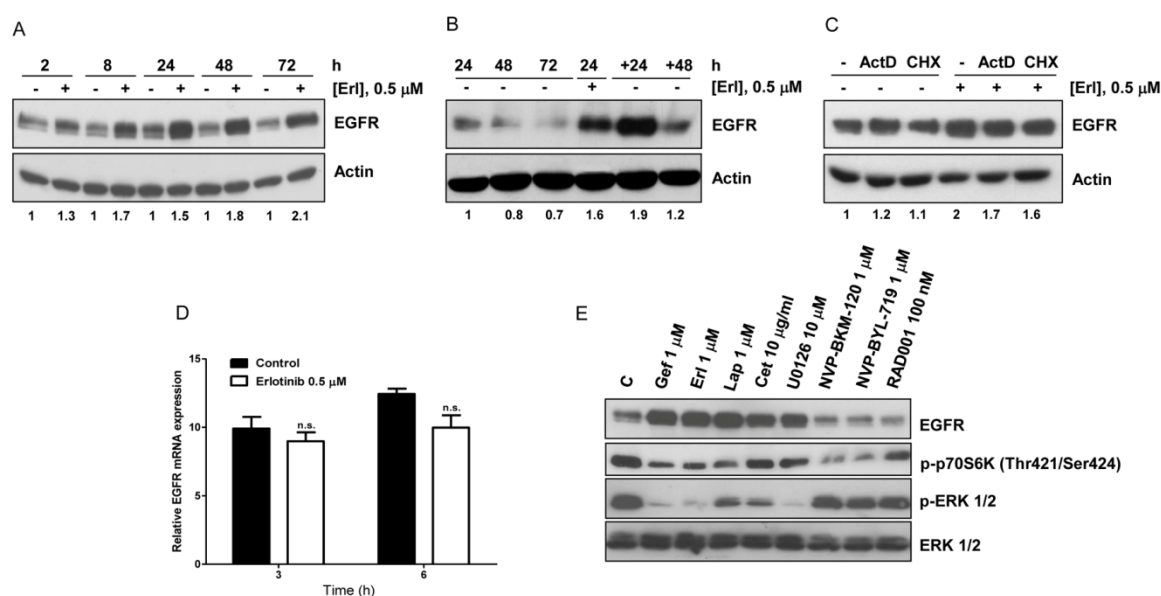 A
2 8 24 48 72 h
- + - + - + - + - + [Erl], 0.5 μM
EGFR
Actin
1 1.3 1 1.7 1 1.5 1 1.8 1 2.1
B
24 48 72 24 +24 +48 h
- - - + - - [Erl], 0.5 μM
EGFR
Actin
1 0.8 0.7 1.6 1.9 1.2
C
- ActD CHX - ActD CHX
- - - + + + [Erl], 0.5 μM
EGFR
Actin
1 1.2 1.1 2 1.7 1.6
D
Relative EGFR mRNA expression
15
10
5
0
Control
Erlotinib 0.5 μM
n.s.
n.s.
3 6
Time (h)
E
C
Gef 1 μM
Erl 1 μM
Lap 1 μM
Cet 10 μg/ml
U0126 10 μM
NVP-BKM-120 1 μM
NVP-BYL-719 1 μM
RAD001 100 nM
EGFR
p-p70S6K (Thr421/Ser424)
p-ERK 1/2
ERK 1/2